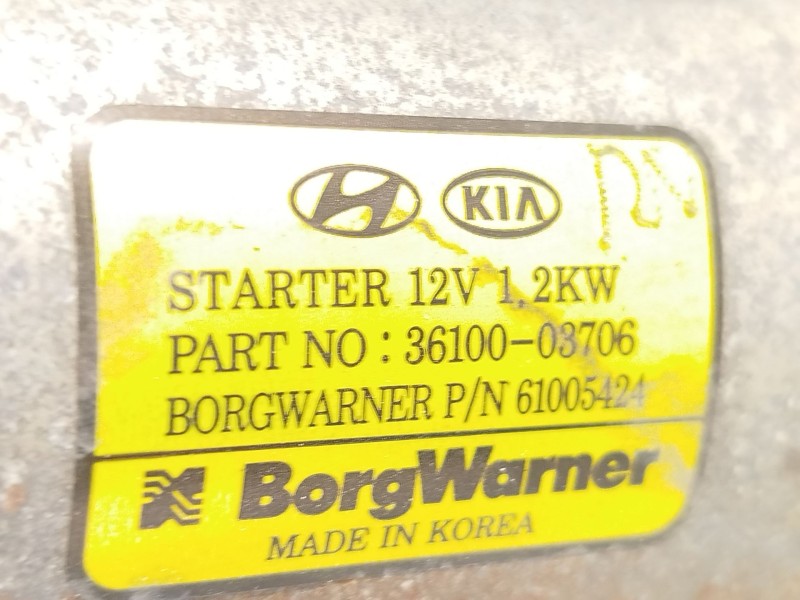 KIA
STARTER 12V 1.2KW
PART NO : 36100-03706
BORGWARNER P/N 61005424
BorgWarner
MADE IN KOREA